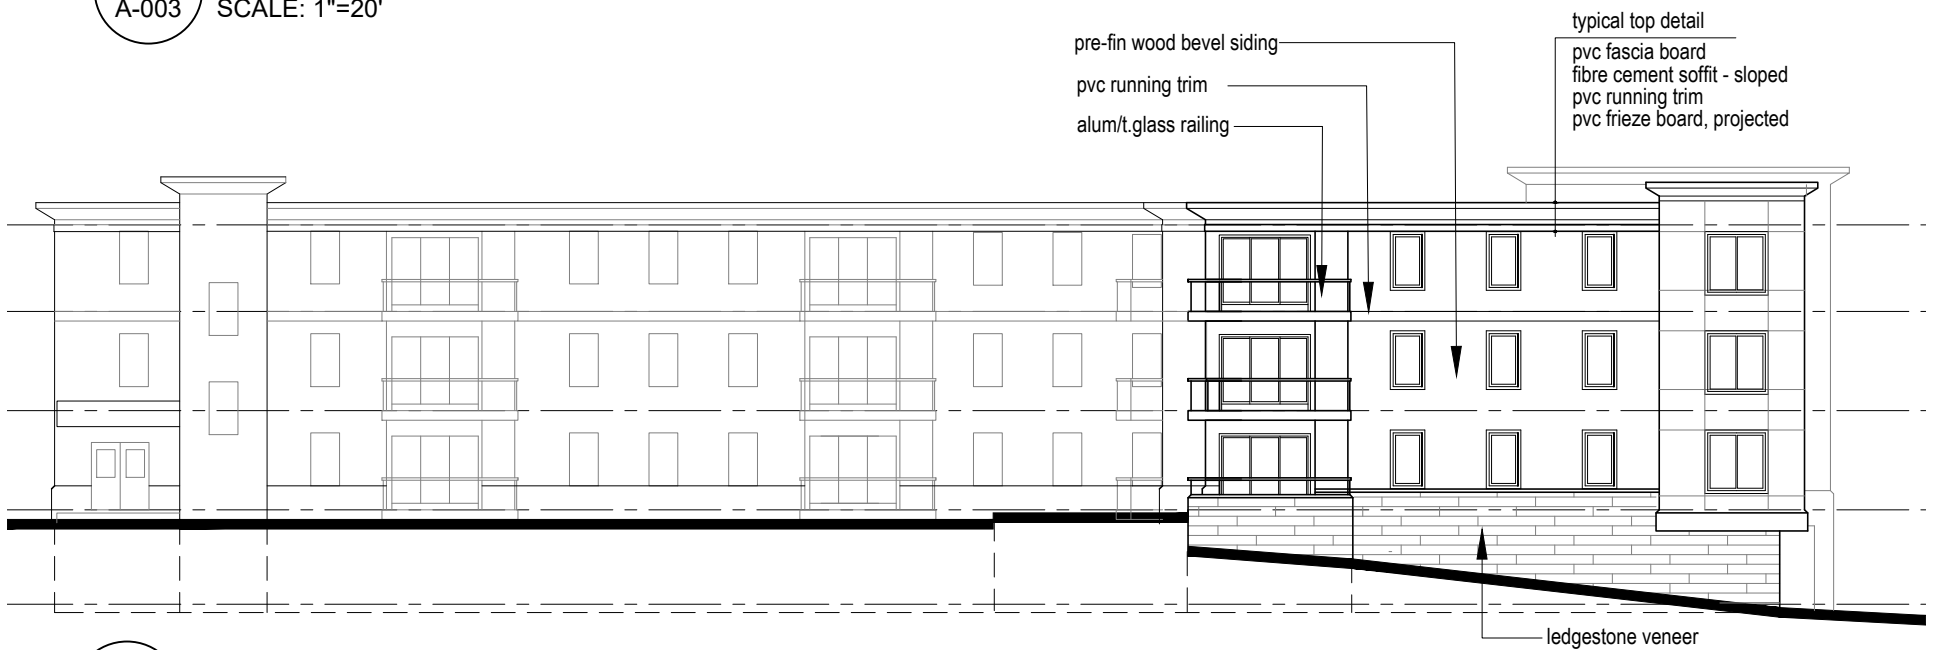 A-003 SCALE: 1"=20'
typical top detail
pvc fascia board
fibre cement soffit - sloped
pvc running trim
pvc frieze board, projected
pre-fin wood bevel siding
pvc running trim
alum/t.glass railing
ledgestone veneer